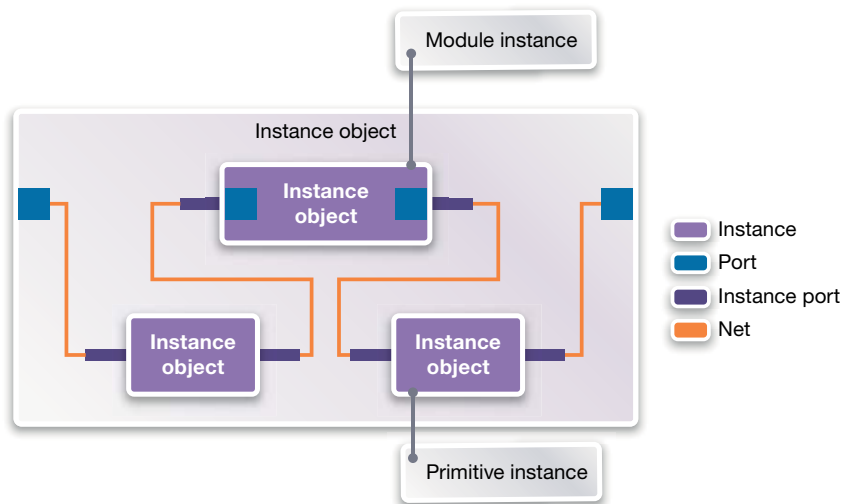 Module instance
Instance object
Instance
object
Instance
Port
Instance port
Net
Instance
object
Instance
object
Primitive instance